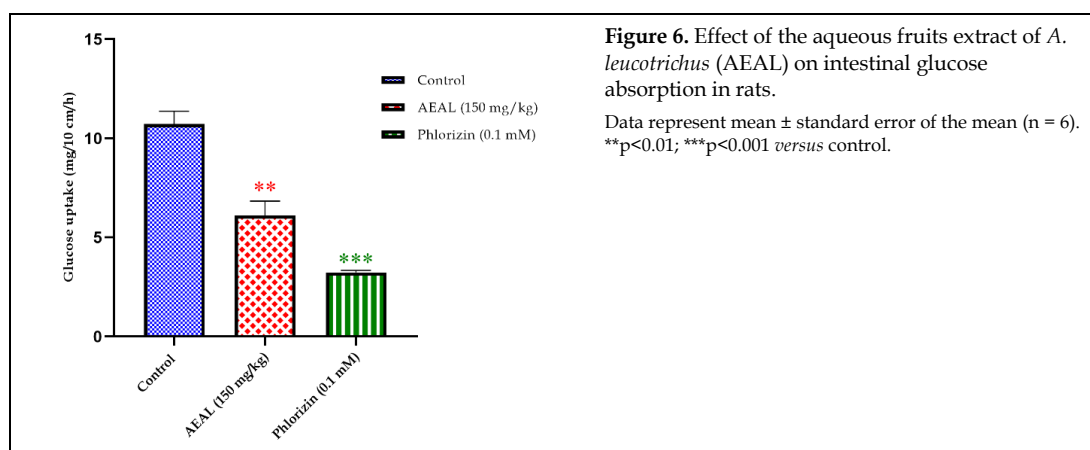 15
10
5
0
Glucose uptake (mg/10 cm/h)
**
***
Control
AEAL (150 mg/kg)
Phlorizin (0.1 mM)
Control
AEAL (150 mg/kg)
Phlorizin (0.1 mM)
Figure 6. Effect of the aqueous fruits extract of A.
leucotrichus (AEAL) on intestinal glucose
absorption in rats.
Data represent mean ± standard error of the mean (n = 6).
**p<0.01; ***p<0.001 versus control.